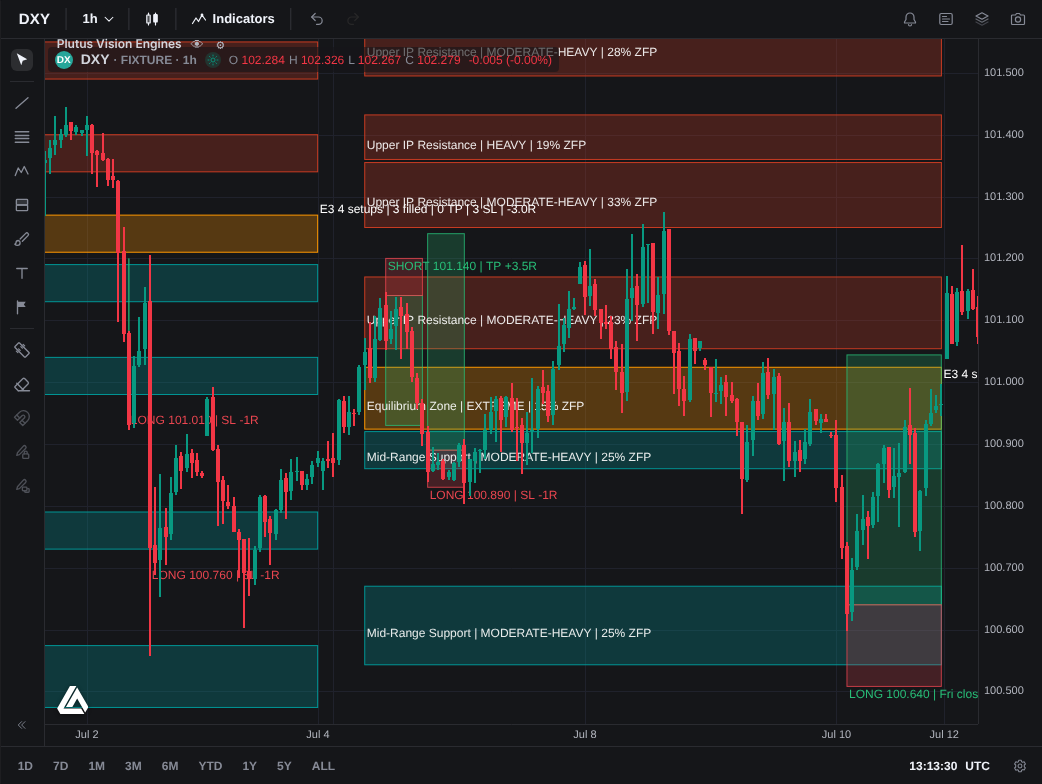 DXY
1h
Indicators
Plutus Vision Engines
DX DXY · FIXTURE · 1h O 102.284 H 102.326 L 102.267 C 102.279 -0.005 (-0.00%)
Upper IP Resistance | MODERATE-HEAVY | 28% ZFP
101.500
101.400
Upper IP Resistance | HEAVY | 19% ZFP
101.300
Upper IP Resistance | MODERATE-HEAVY | 33% ZFP
E3 4 setups | 3 filled | 0 TP | 3 SL | -3.0R
101.200
SHORT 101.140 | TP +3.5R
101.100
Upper IP Resistance | MODERATE-HEAVY | 23% ZFP
E3 4 s
101.000
Equilibrium Zone | EXTREME | 15% ZFP
LONG 101.010 | SL -1R
100.900
Mid-Range Support | MODERATE-HEAVY | 25% ZFP
LONG 100.890 | SL -1R
100.800
LONG 100.760 | SL -1R
100.700
Mid-Range Support | MODERATE-HEAVY | 25% ZFP
100.600
LONG 100.640 | Fri clos
100.500
Jul 2
Jul 4
Jul 8
Jul 10
Jul 12
1D
7D
1M
3M
6M
YTD
1Y
5Y
ALL
13:13:30 UTC